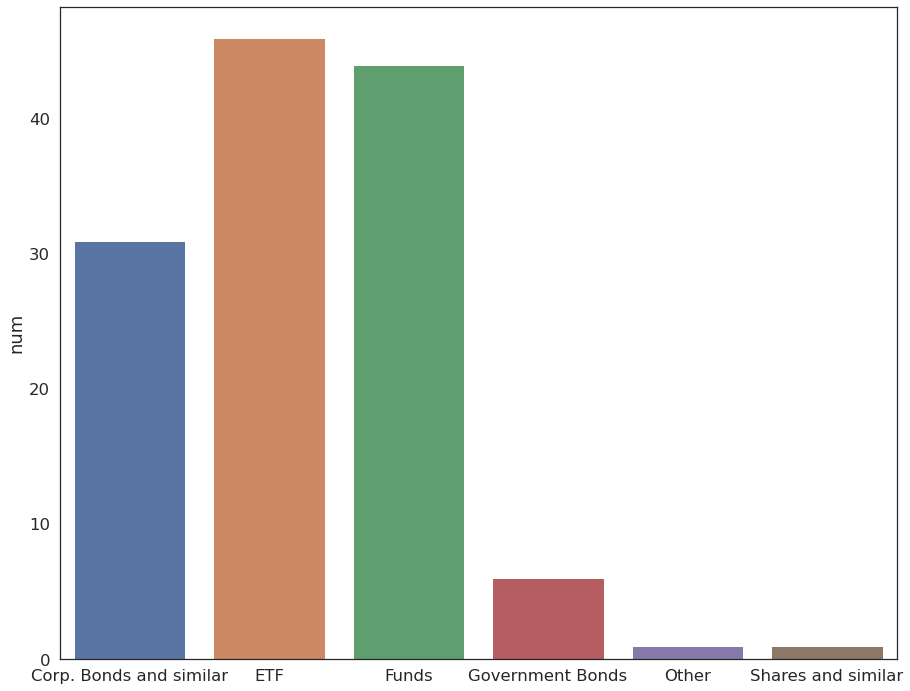 num
40
30
20
10
0
Corp. Bonds and similar ETF Funds Government Bonds Other Shares and similar